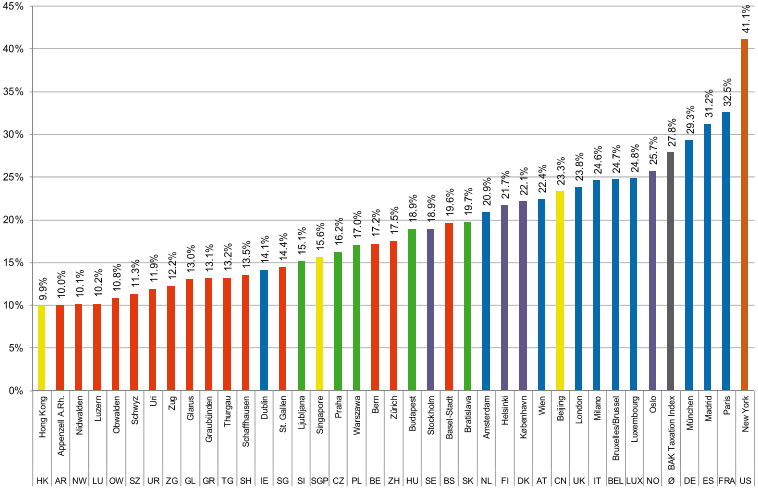 45%
40%
35%
30%
25%
20%
15%
10%
5%
0%
9.9%
10.0%
10.1%
10.2%
10.8%
11.3%
11.9%
12.2%
13.0%
13.1%
13.2%
13.5%
14.1%
14.4%
15.1%
15.6%
16.2%
17.0%
17.2%
17.5%
18.9%
18.9%
19.6%
19.7%
20.9%
21.7%
22.1%
22.4%
23.3%
23.8%
24.6%
24.7%
24.8%
25.7%
27.8%
29.3%
31.2%
32.5%
41.1%
Hong Kong
Appenzell A.Rh.
Nidwalden
Luzern
Obwalden
Schwyz
Uri
Zug
Glarus
Graubünden
Thurgau
Schaffhausen
Dublin
St. Gallen
Ljubljana
Singapore
Praha
Warszawa
Bern
Zürich
Budapest
Stockholm
Basel-Stadt
Bratislava
Amsterdam
Helsinki
København
Wien
Beijing
London
Milano
Bruxelles/Brussel
Luxembourg
Oslo
BAK Taxation Index
München
Madrid
Paris
New York
HK AR NW LU OW SZ UR ZG GL GR TG SH IE SG SI SGP CZ PL BE ZH HU SE BS SK NL FI DK AT CN UK IT BEL LUX NO Ø DE ES FRA US